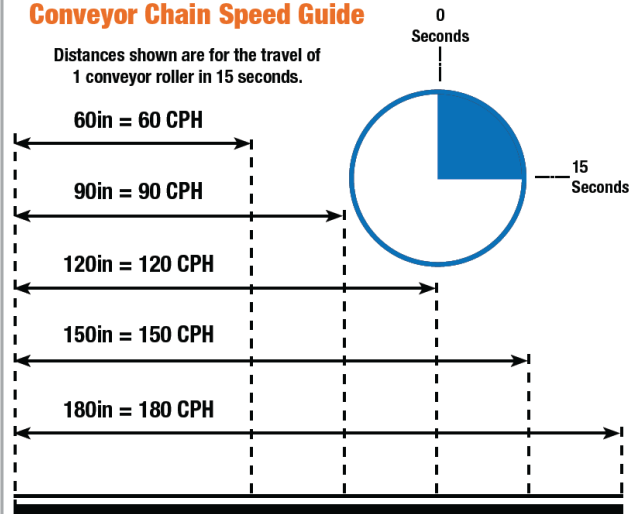 Conveyor Chain Speed Guide
Distances shown are for the travel of
1 conveyor roller in 15 seconds.
0
Seconds
15
Seconds
60in = 60 CPH
90in = 90 CPH
120in = 120 CPH
150in = 150 CPH
180in = 180 CPH